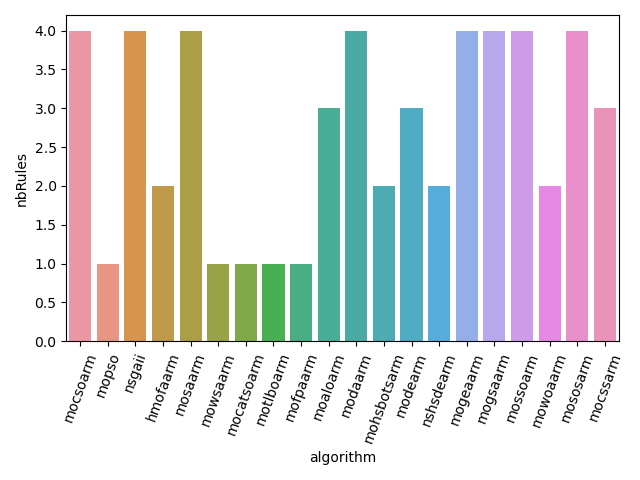 nbRules
4.0
3.5
3.0
2.5
2.0
1.5
1.0
0.5
0.0
mocsoarm
mopso
nsgaii
hmofaarm
mosaarm
mowsaarm
mocatsoarm
motlboarm
mofpaarm
moaloarm
modaarm
mohsbotsarm
modearm
nshsdearm
mogeaarm
mogsaarm
mossoarm
mowoaarm
mososarm
mocssarm
algorithm